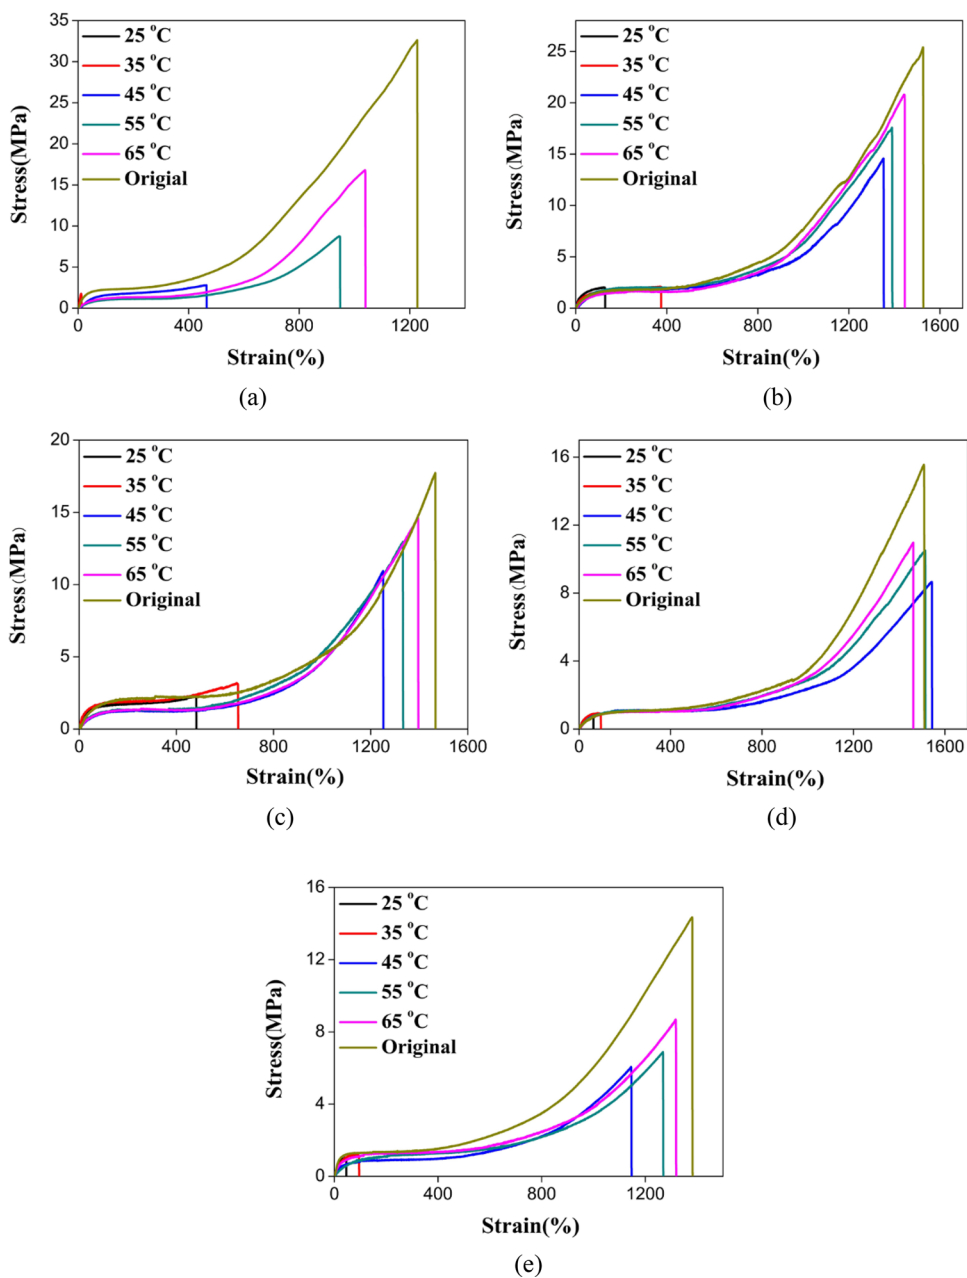 35
30
25
20
15
10
5
0
Stress(MPa)
25 °C
35 °C
45 °C
55 °C
65 °C
Origial
0 400 800 1200
Strain(%)
(a)
25
20
15
10
5
0
Stress(MPa)
25 °C
35 °C
45 °C
55 °C
65 °C
Original
0 400 800 1200 1600
Strain(%)
(b)
20
15
10
5
0
Stress(MPa)
25 °C
35 °C
45 °C
55 °C
65 °C
Original
0 400 800 1200 1600
Strain(%)
(c)
16
12
8
4
0
Stress(MPa)
25 °C
35 °C
45 °C
55 °C
65 °C
Original
0 400 800 1200 1600
Strain(%)
(d)
16
12
8
4
0
Stress(MPa)
25 °C
35 °C
45 °C
55 °C
65 °C
Original
0 400 800 1200
Strain(%)
(e)